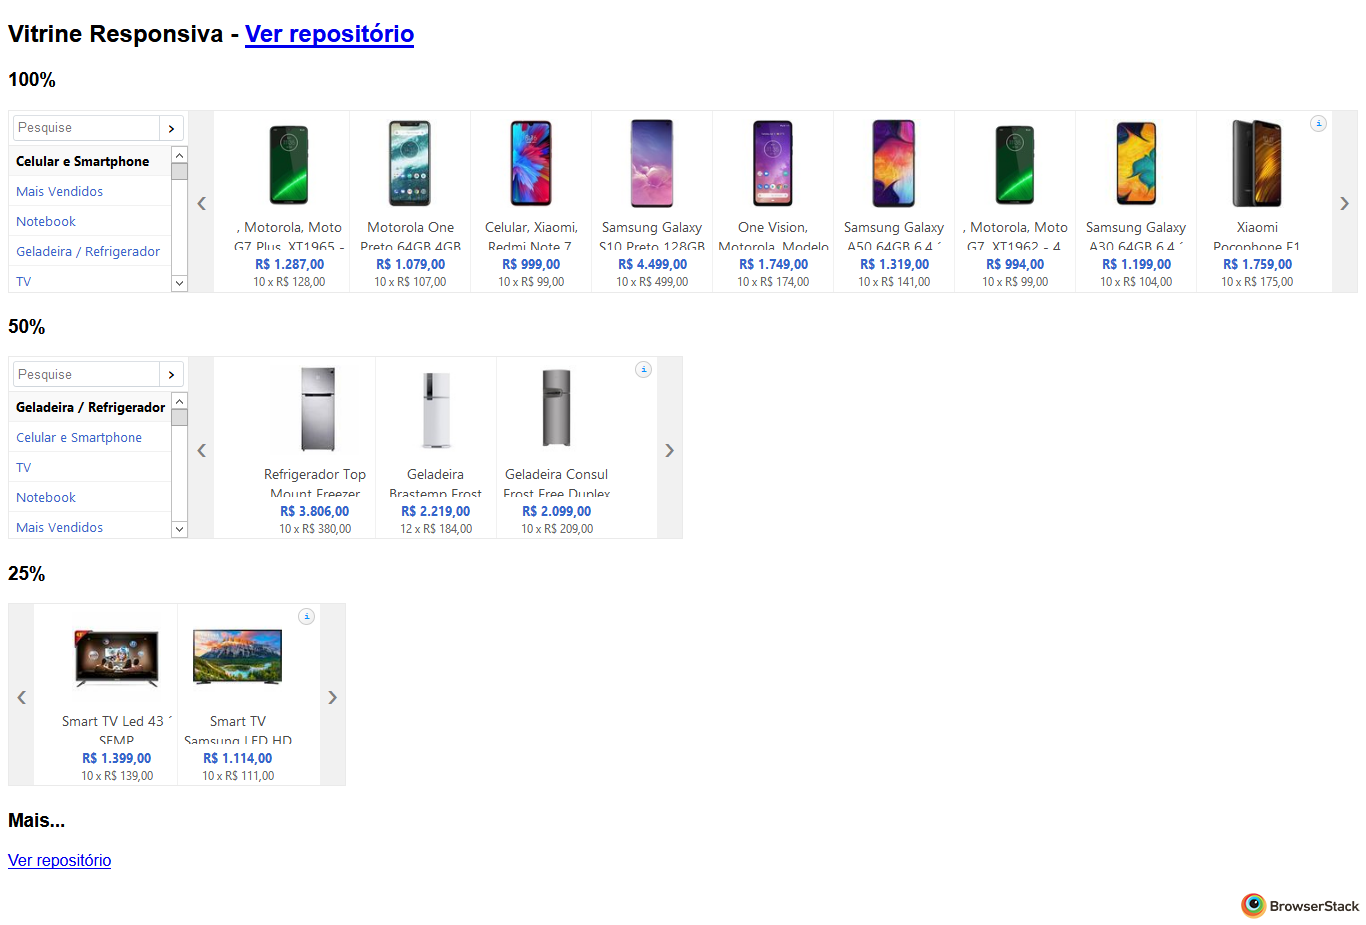 Vitrine Responsiva - Ver repositório
100%
Pesquise
Celular e Smartphone
Mais Vendidos
Notebook
Geladeira / Refrigerador
TV
, Motorola, Moto
G7 Plus, XT1965 -
R$ 1.287,00
10 x R$ 128,00
Motorola One
Preto 64GB 4GB
R$ 1.079,00
10 x R$ 107,00
Celular, Xiaomi,
Redmi Note 7
R$ 999,00
10 x R$ 99,00
Samsung Galaxy
S10 Preto 128GB
R$ 4.499,00
10 x R$ 499,00
One Vision,
Motorola, Modelo
R$ 1.749,00
10 x R$ 174,00
Samsung Galaxy
A50 64GB 6.4 ´
R$ 1.319,00
10 x R$ 141,00
, Motorola, Moto
G7, XT1962 - 4
R$ 994,00
10 x R$ 99,00
Samsung Galaxy
A30 64GB 6.4 ´
R$ 1.199,00
10 x R$ 104,00
Xiaomi
Pocophone F1
R$ 1.759,00
10 x R$ 175,00
50%
Pesquise
Geladeira / Refrigerador
Celular e Smartphone
TV
Notebook
Mais Vendidos
Refrigerador Top
Mount Freezer
R$ 3.806,00
10 x R$ 380,00
Geladeira
Brastemp Frost
R$ 2.219,00
12 x R$ 184,00
Geladeira Consul
Frost Free Duplex
R$ 2.099,00
10 x R$ 209,00
25%
Smart TV Led 43 ´
SEMP
R$ 1.399,00
10 x R$ 139,00
Smart TV
Samsung LED HD
R$ 1.114,00
10 x R$ 111,00
Mais...
Ver repositório
BrowserStack